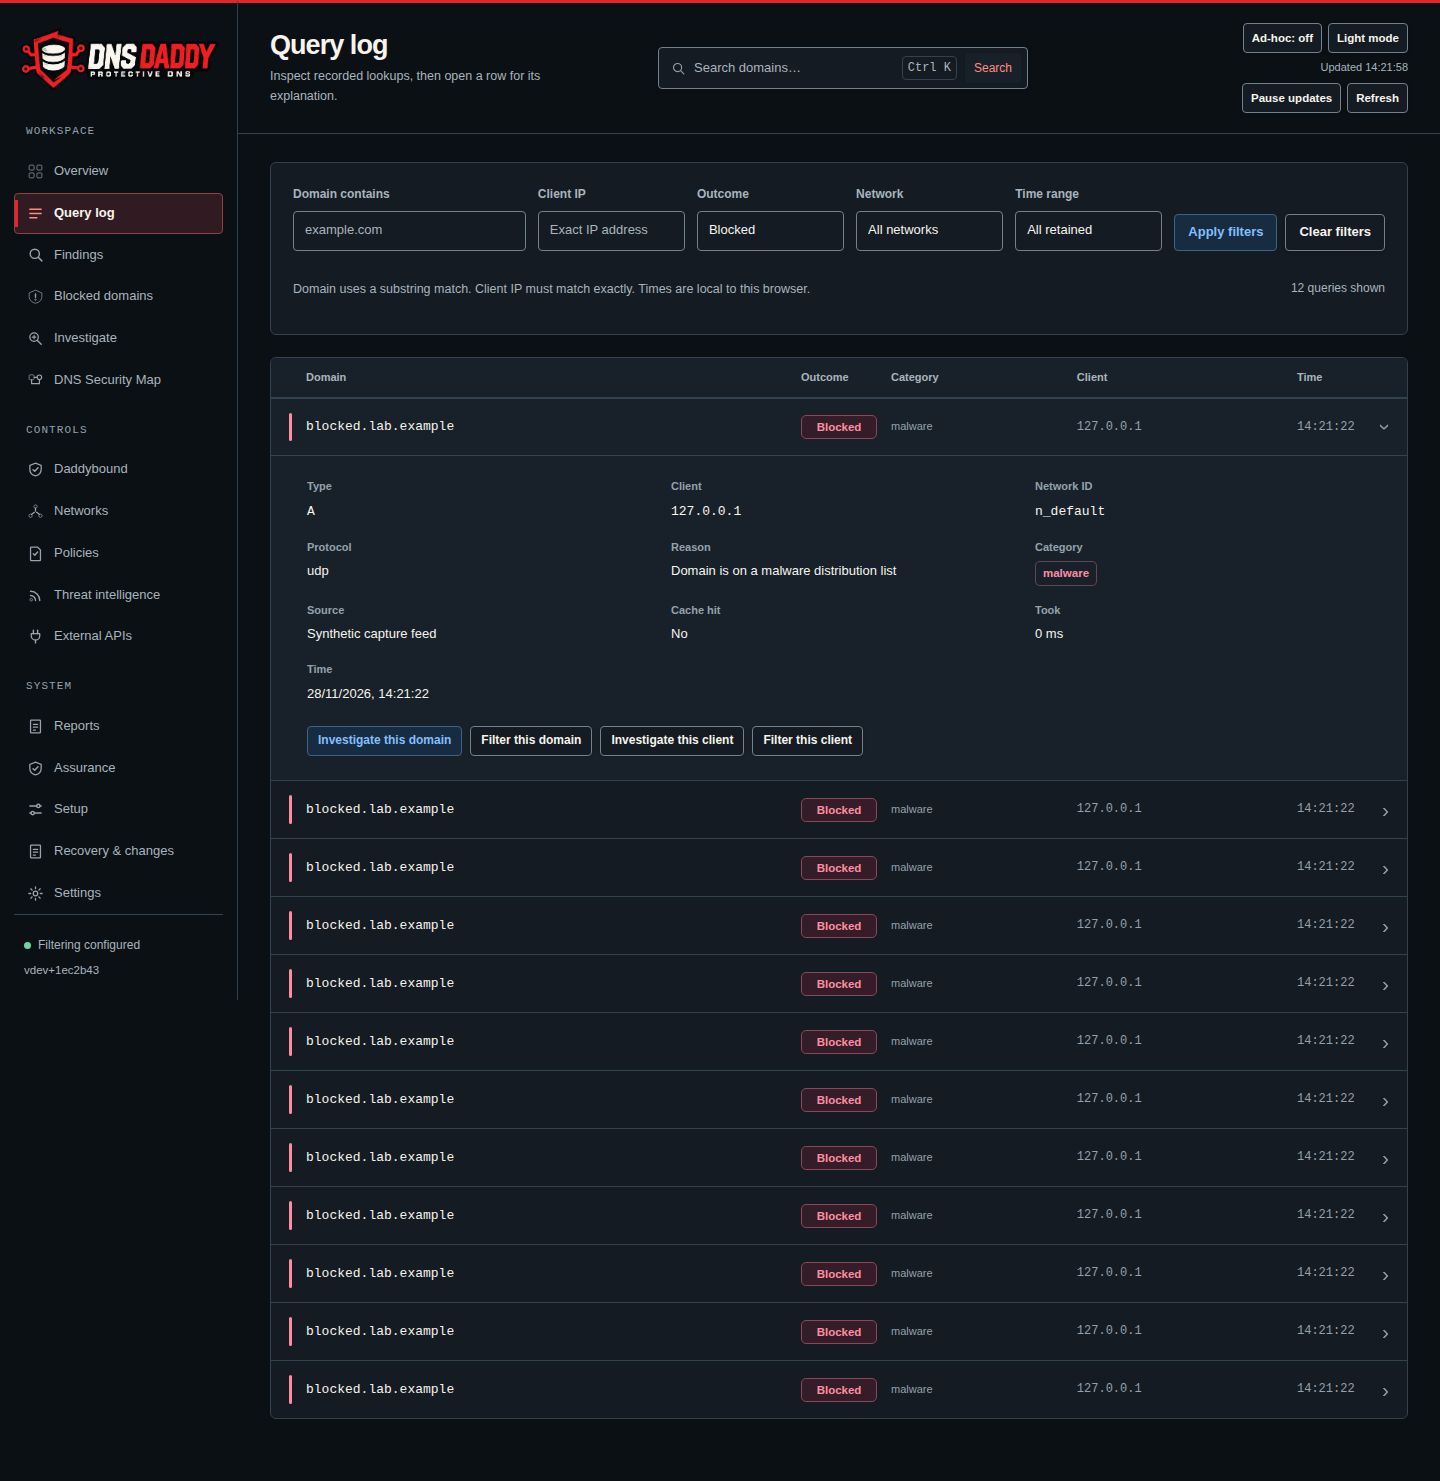 DNS DADDY
PROTECTIVE DNS
WORKSPACE
Overview
Query log
Findings
Blocked domains
Investigate
DNS Security Map
CONTROLS
Daddybound
Networks
Policies
Threat intelligence
External APIs
SYSTEM
Reports
Assurance
Setup
Recovery & changes
Settings
Filtering configured
vdev+1ec2b43
Query log
Inspect recorded lookups, then open a row for its
explanation.
Search domains… Ctrl K Search
Ad-hoc: off Light mode
Updated 14:21:58
Pause updates Refresh
Domain contains Client IP Outcome Network Time range
example.com Exact IP address Blocked All networks All retained Apply filters Clear filters
Domain uses a substring match. Client IP must match exactly. Times are local to this browser. 12 queries shown
Domain Outcome Category Client Time
blocked.lab.example Blocked malware 127.0.0.1 14:21:22
Type Client Network ID
A 127.0.0.1 n_default
Protocol Reason Category
udp Domain is on a malware distribution list malware
Source Cache hit Took
Synthetic capture feed No 0 ms
Time
28/11/2026, 14:21:22
Investigate this domain Filter this domain Investigate this client Filter this client
blocked.lab.example Blocked malware 127.0.0.1 14:21:22
blocked.lab.example Blocked malware 127.0.0.1 14:21:22
blocked.lab.example Blocked malware 127.0.0.1 14:21:22
blocked.lab.example Blocked malware 127.0.0.1 14:21:22
blocked.lab.example Blocked malware 127.0.0.1 14:21:22
blocked.lab.example Blocked malware 127.0.0.1 14:21:22
blocked.lab.example Blocked malware 127.0.0.1 14:21:22
blocked.lab.example Blocked malware 127.0.0.1 14:21:22
blocked.lab.example Blocked malware 127.0.0.1 14:21:22
blocked.lab.example Blocked malware 127.0.0.1 14:21:22
blocked.lab.example Blocked malware 127.0.0.1 14:21:22